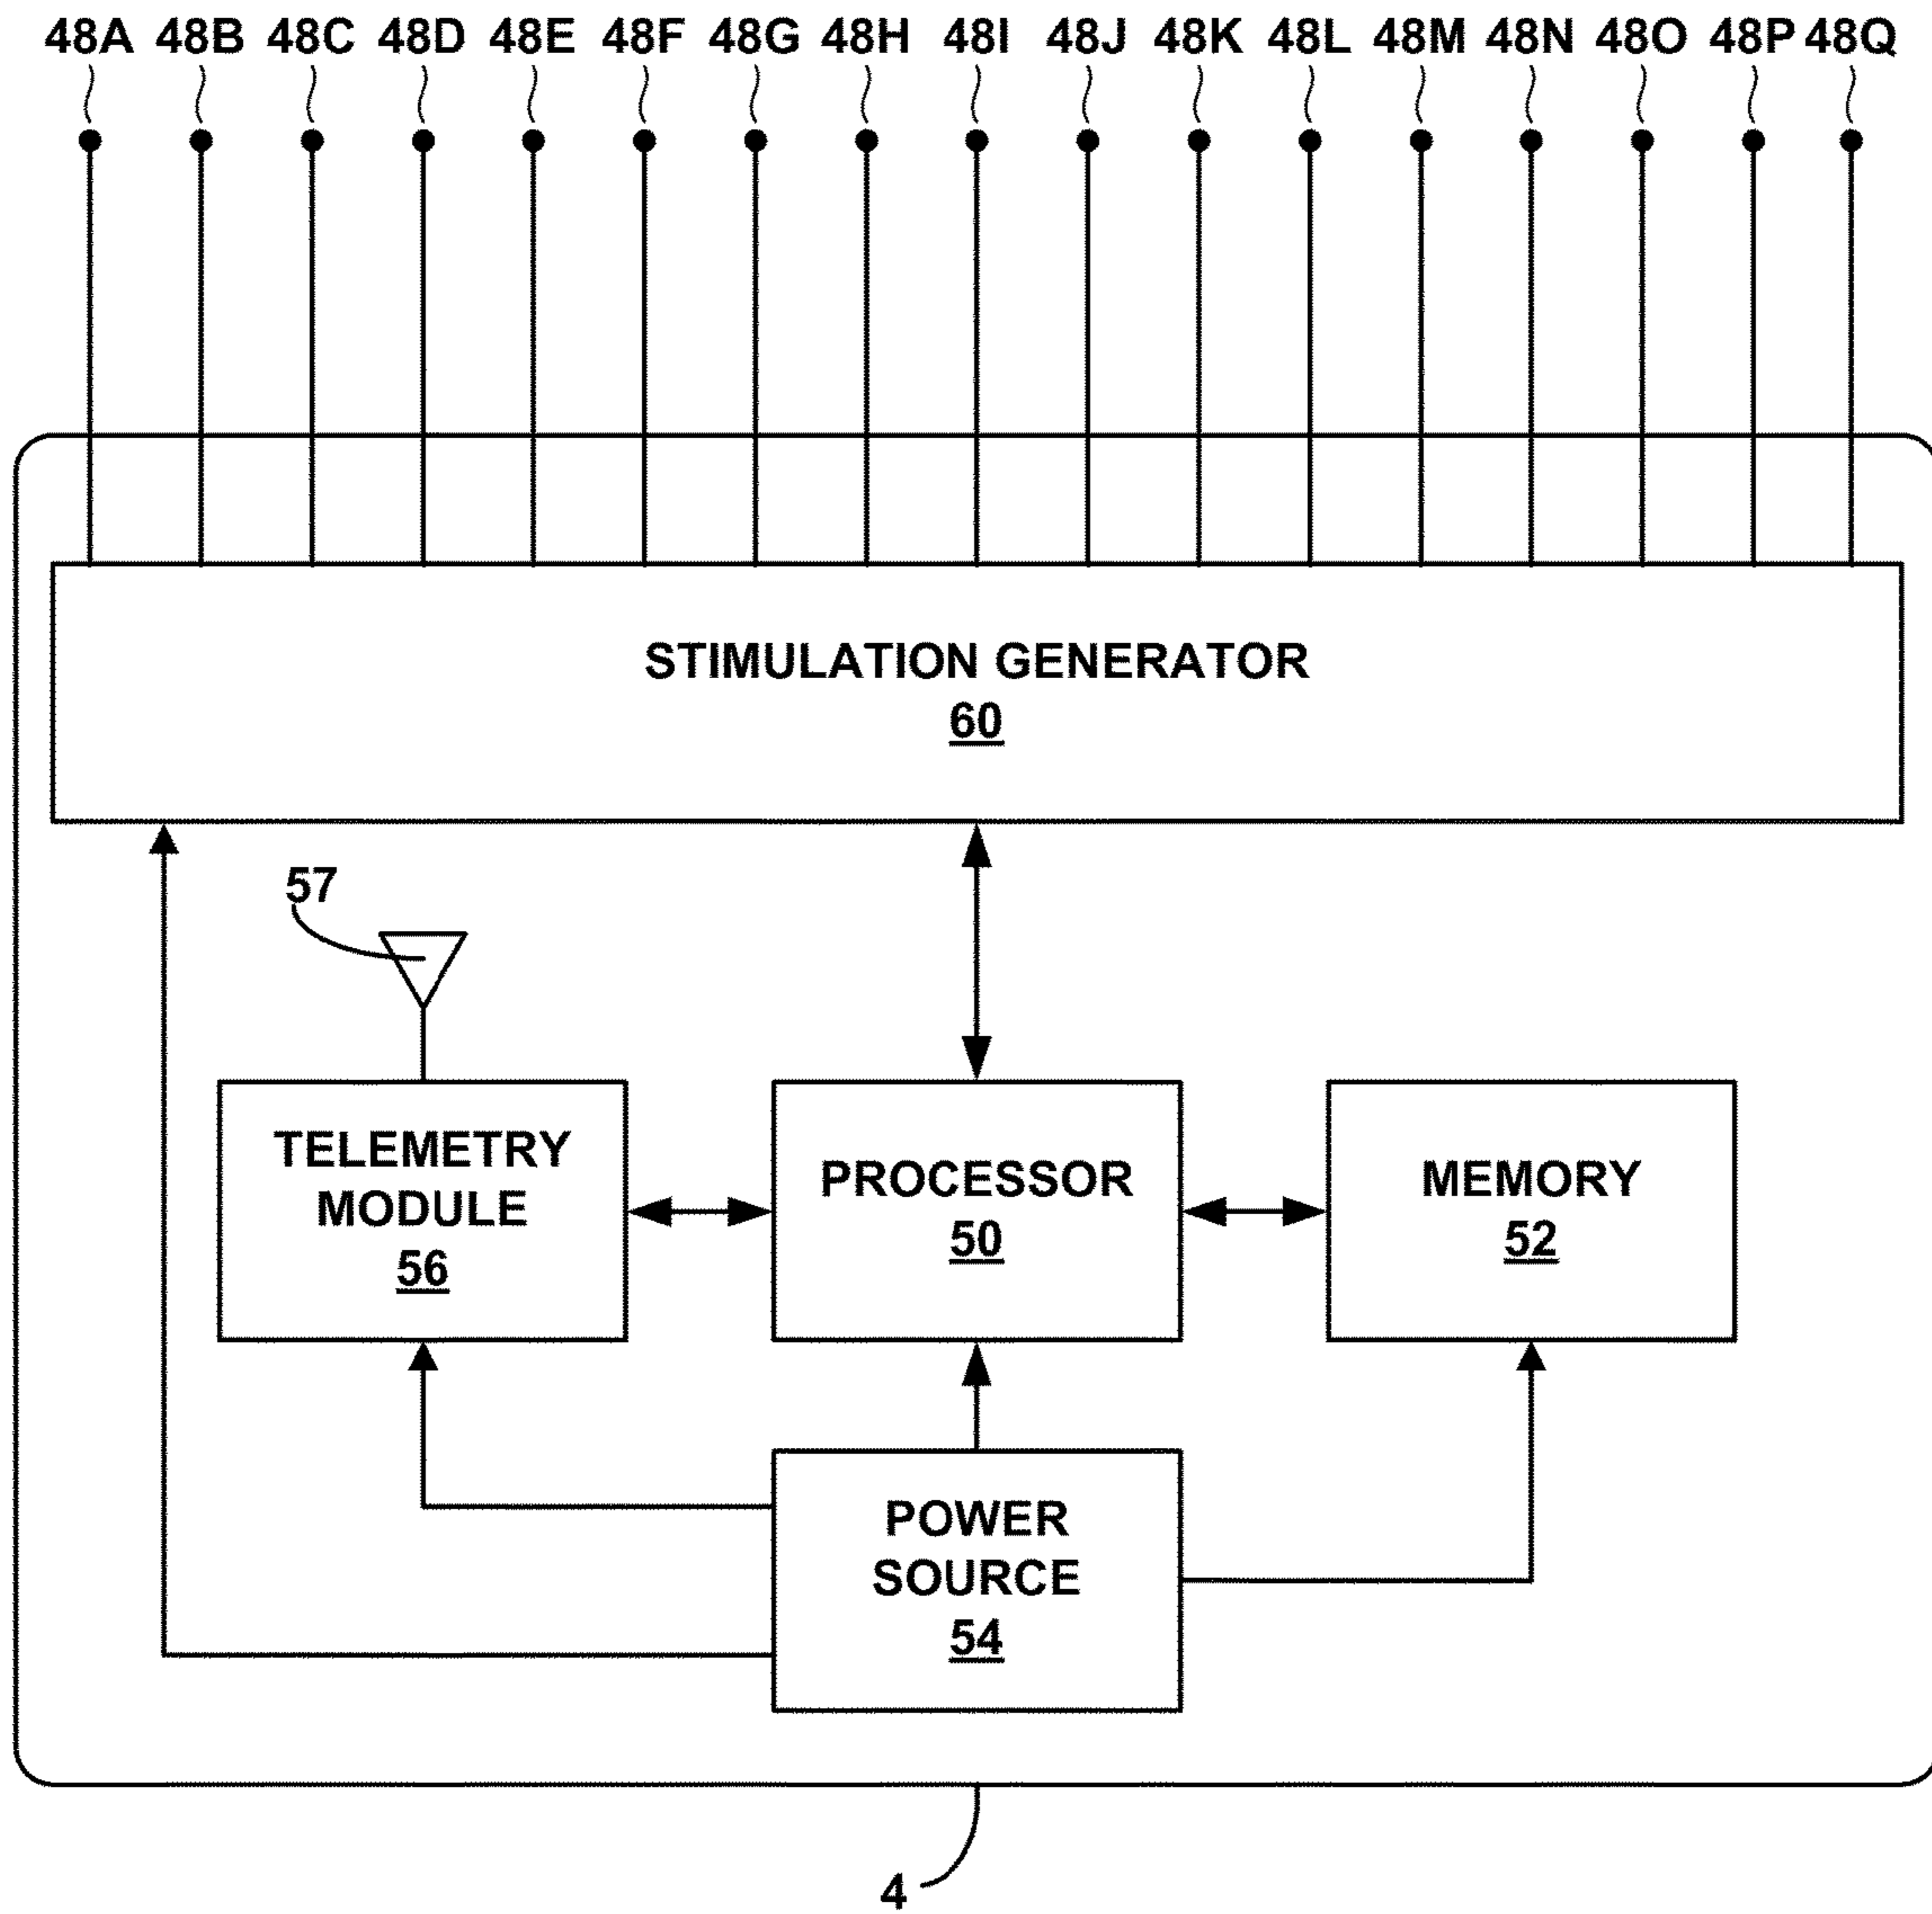 48A 48B 48C 48D 48E 48F 48G 48H 48I 48J 48K 48L 48M 48N 48O 48P 48Q
STIMULATION GENERATOR
60
57
TELEMETRY
MODULE
56
PROCESSOR
50
MEMORY
52
POWER
SOURCE
54
4